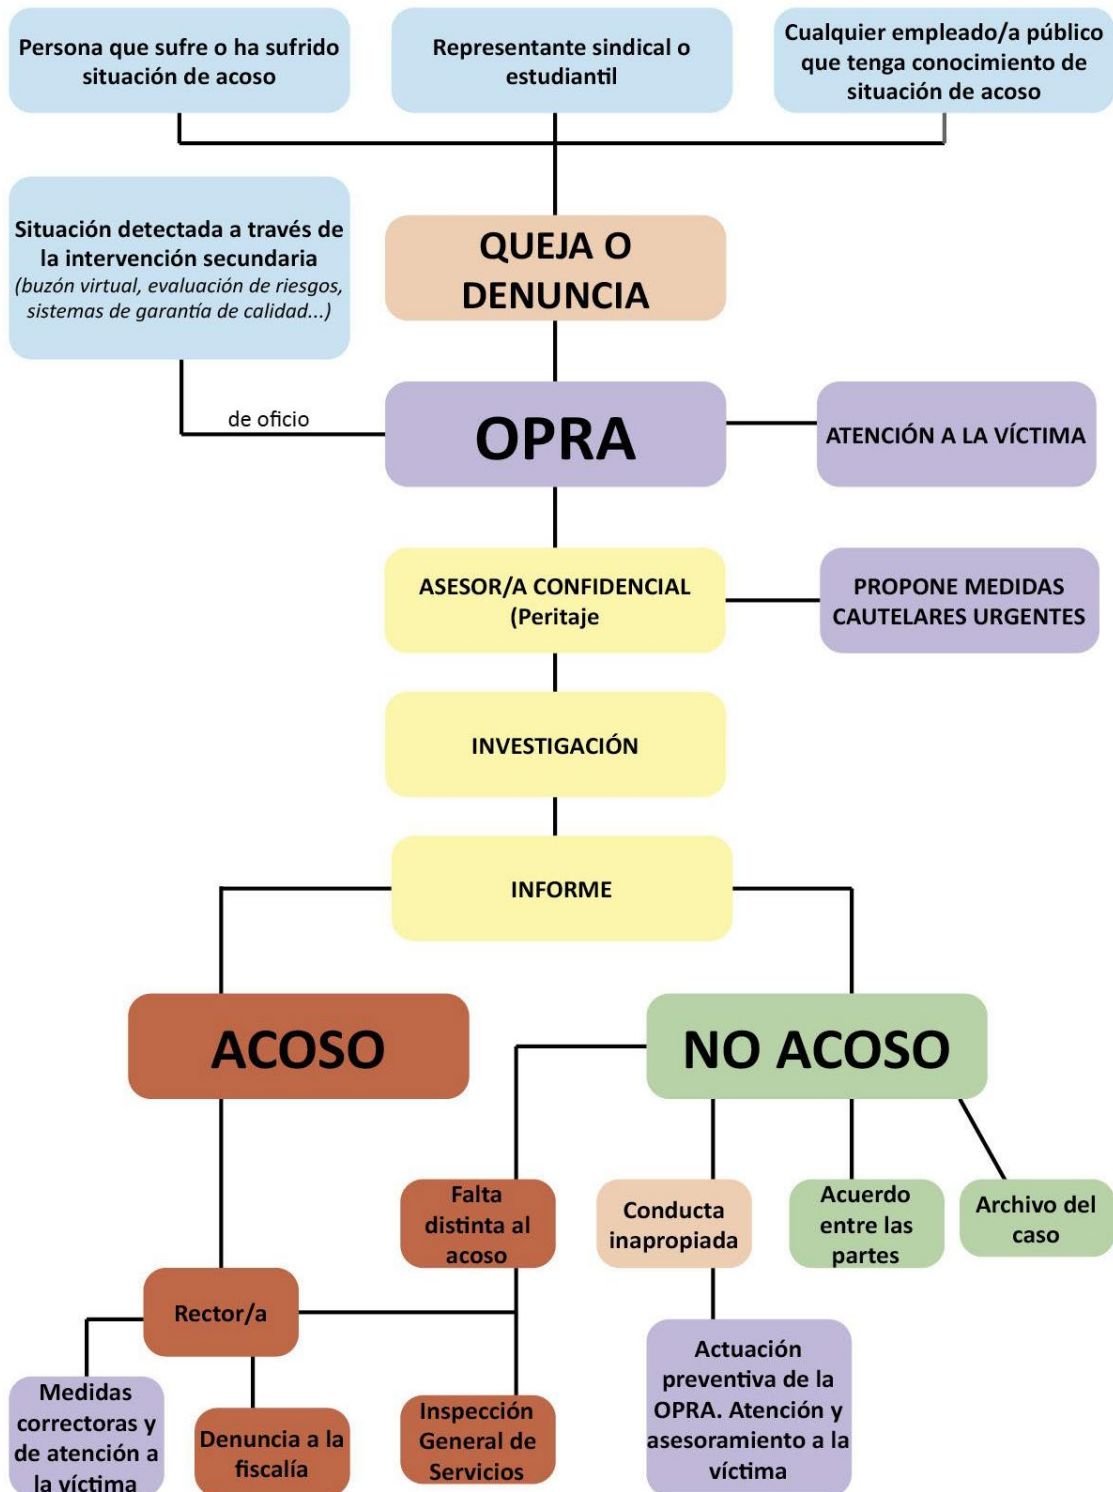 Persona que sufre o ha sufrido
situación de acoso
Representante sindical o
estudiantil
Cualquier empleado/a público
que tenga conocimiento de
situación de acoso
Situación detectada a través de
la intervención secundaria
(buzón virtual, evaluación de riesgos,
sistemas de garantía de calidad...)
QUEJA O
DENUNCIA
de oficio
OPRA
ATENCIÓN A LA VÍCTIMA
ASESOR/A CONFIDENCIAL
(Peritaje
PROPONE MEDIDAS
CAUTELARES URGENTES
INVESTIGACIÓN
INFORME
ACOSO
NO ACOSO
Falta
distinta al
acoso
Conducta
inapropiada
Acuerdo
entre las
partes
Archivo del
caso
Rector/a
Medidas
correctoras y
de atención a
la víctima
Denuncia a la
fiscalía
Inspección
General de
Servicios
Actuación
preventiva de la
OPRA. Atención y
asesoramiento a la
víctima